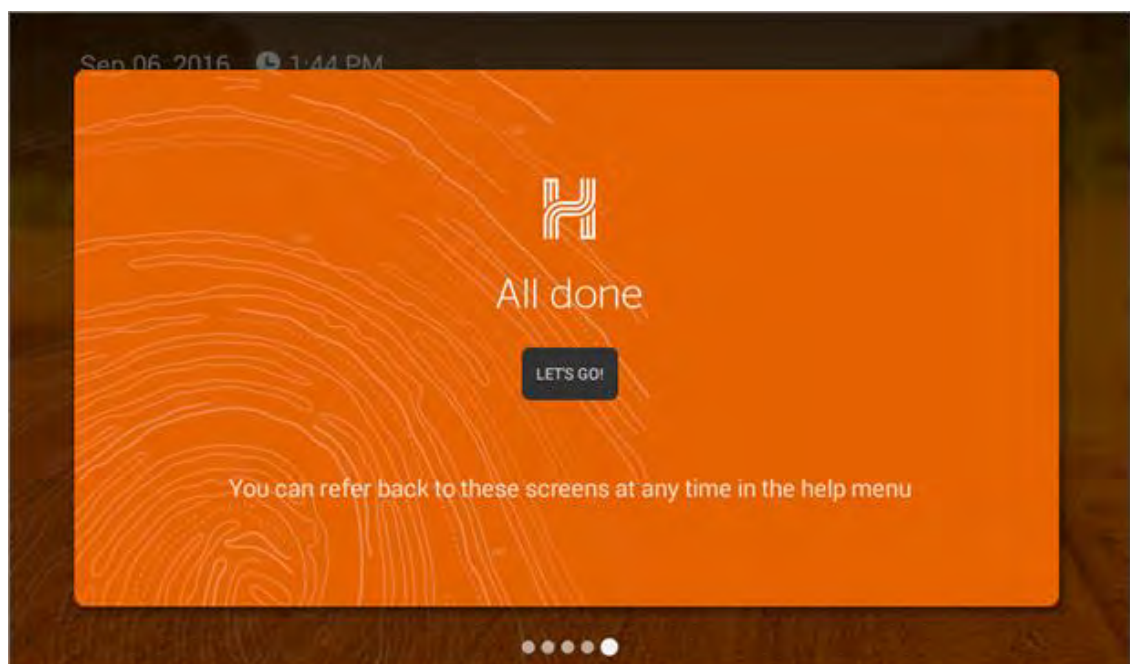 Sep 06, 2016 1:44 PM
H
All done
LET'S GO!
You can refer back to these screens at any time in the help menu